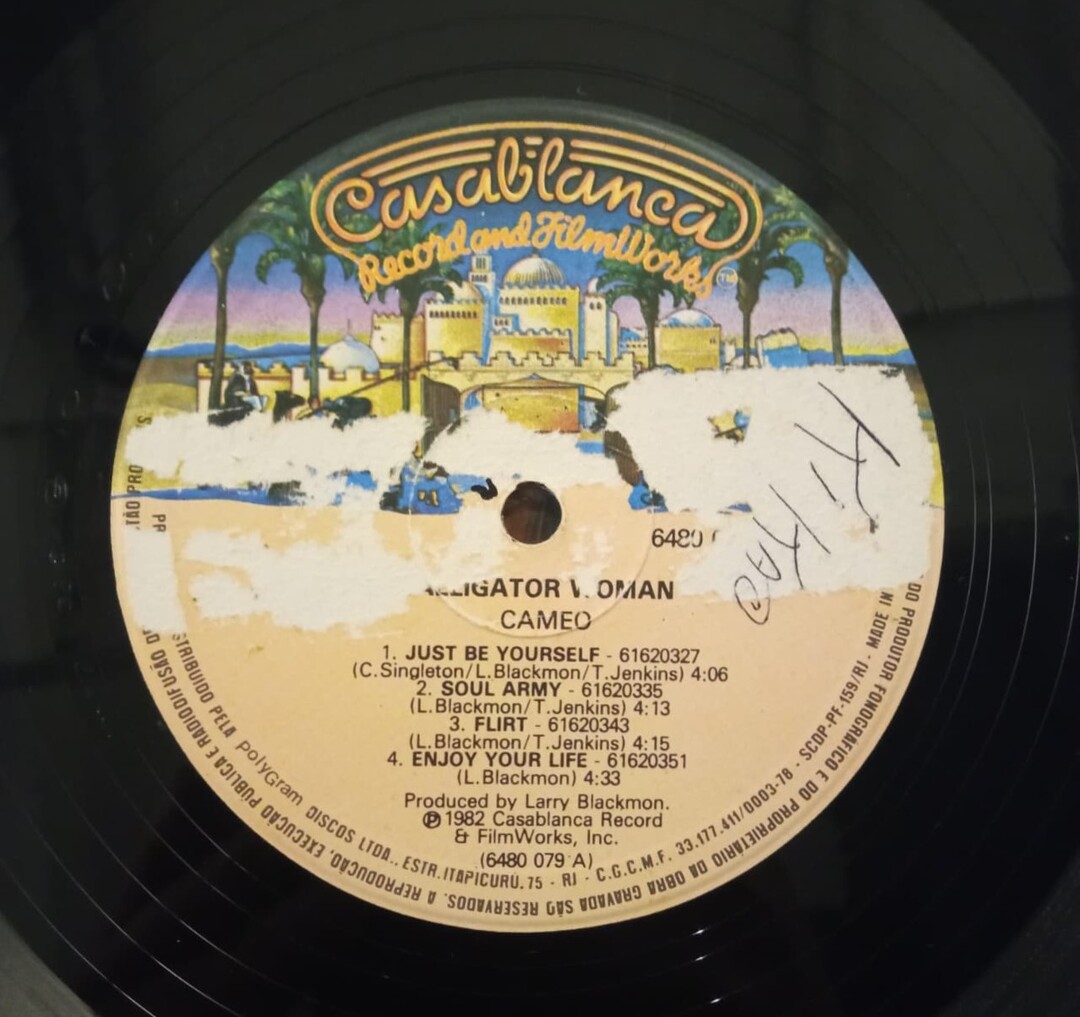 Casablanca
Record and FilmWorks™
6480
ALLIGATOR WOMAN
CAMEO
1. JUST BE YOURSELF - 61620327
(C.Singleton/L.Blackmon/T.Jenkins) 4:06
2. SOUL ARMY - 61620335
(L.Blackmon/T.Jenkins) 4:13
3. FLIRT - 61620343
(L.Blackmon/T.Jenkins) 4:15
4. ENJOY YOUR LIFE - 61620351
(L.Blackmon) 4:33
Produced by Larry Blackmon.
℗ 1982 Casablanca Record
& FilmWorks, Inc.
(6480 079 A)
STRIBUIDO PELA PolyGram DISCOS LTDA., ESTR. ITAPICURU, 75 - RJ - C.G.C.M.F. 33.177.411/0003-78 - SCDP-PF-159/RJ - MADE IN
DO PRODUTOR FONOGRÁFICO E DO PROPRIETÁRIO DA OBRA GRAVADA SÃO RESERVADOS. A REPRODUÇÃO, EXECUÇÃO PÚBLICA E RADIODIFUSÃO